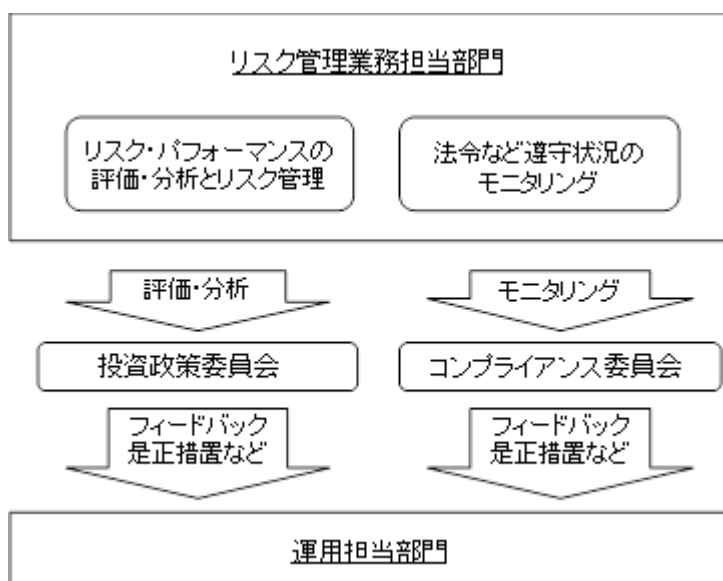 リスク管理業務担当部門
リスク・パフォーマンスの
評価・分析とリスク管理
法令など遵守状況の
モニタリング
評価・分析
モニタリング
投資政策委員会
コンプライアンス委員会
フィードバック
是正措置など
フィードバック
是正措置など
運用担当部門